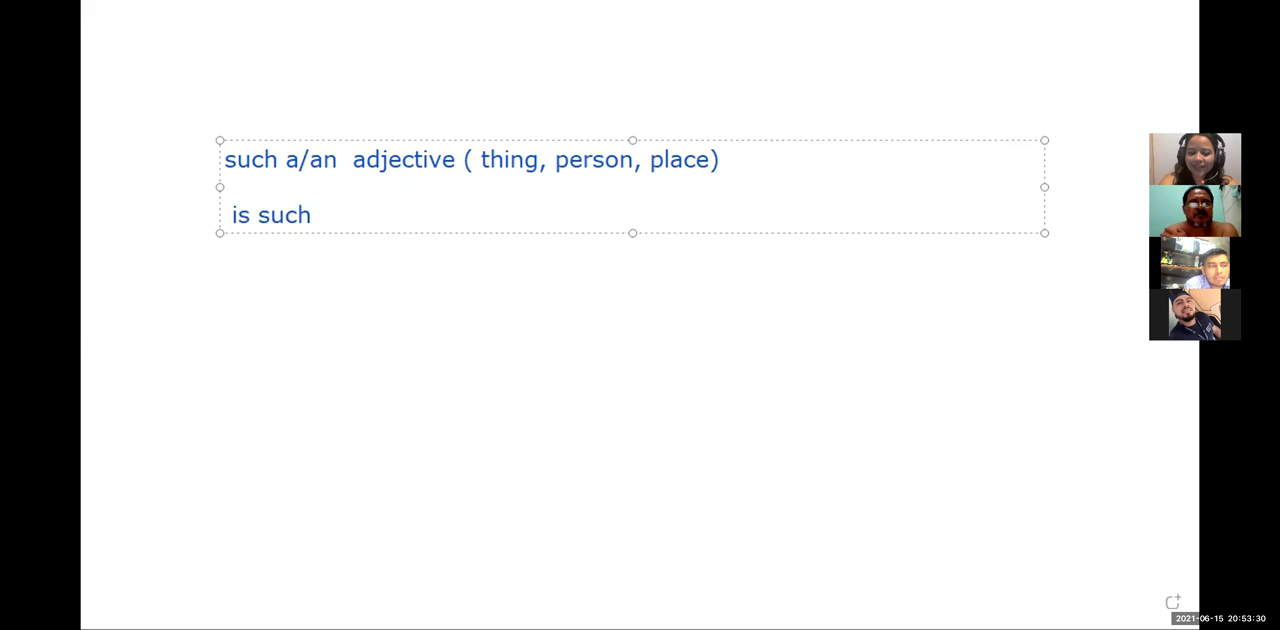 such a/an adjective ( thing, person, place)
is such
2021-06-15 20:53:30